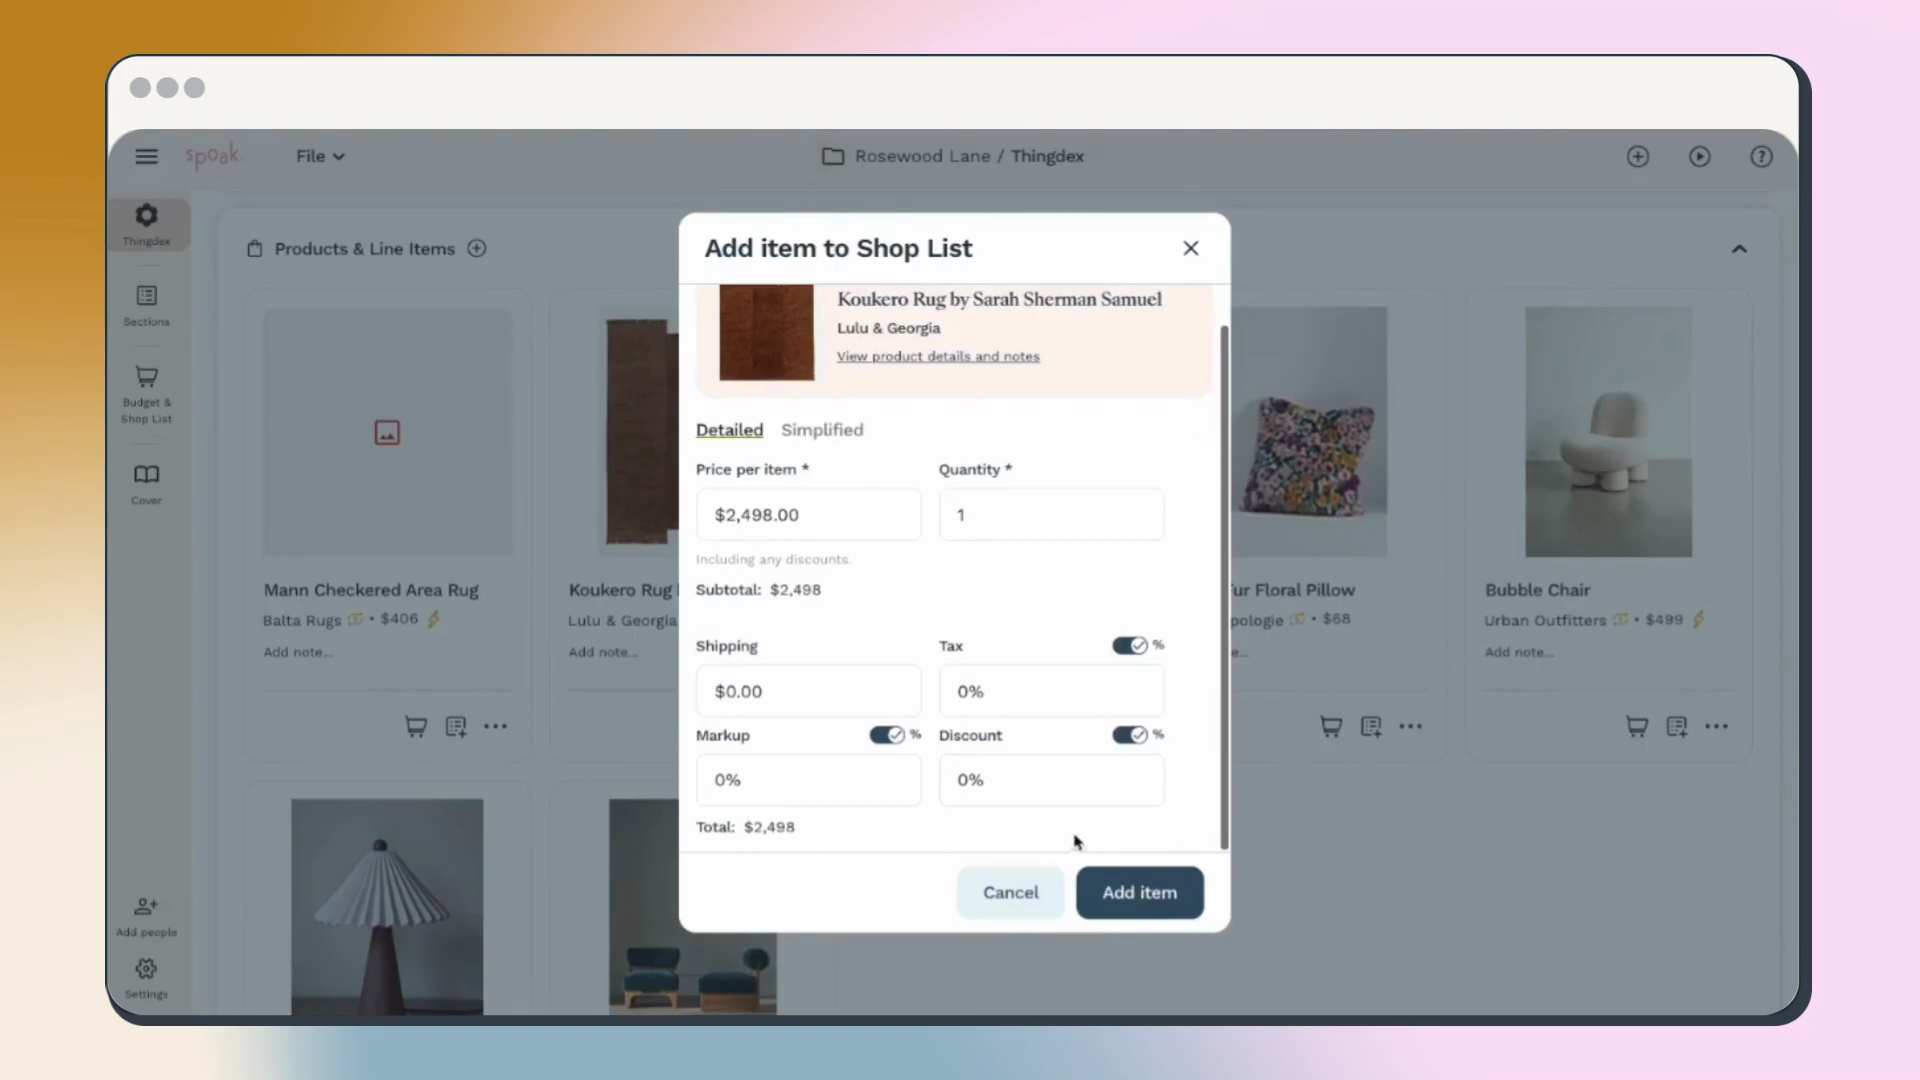 spoak.
File
Rosewood Lane / Thingdex
Thingdex
Sections
Budget &
Shop List
Cover
Add people
Settings
Products & Line Items
Mann Checkered Area Rug
Balta Rugs • $406
Add note...
Koukero Rug
Lulu & Georgia
Add note...
Add item to Shop List
Koukero Rug by Sarah Sherman Samuel
Lulu & Georgia
View product details and notes
Detailed Simplified
Price per item * Quantity *
$2,498.00 1
Including any discounts.
Subtotal: $2,498
Shipping Tax %
$0.00 0%
Markup % Discount %
0% 0%
Total: $2,498
Cancel Add item
ur Floral Pillow
pologie • $68
e...
Bubble Chair
Urban Outfitters • $499
Add note...